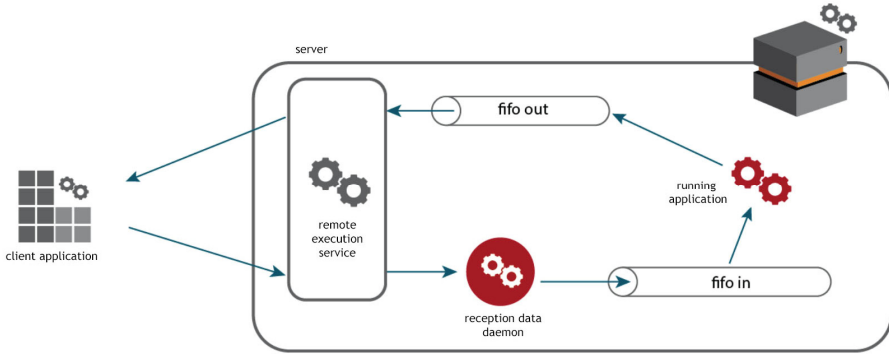 server
fifo out
running
application
remote
execution
service
client application
fifo in
reception data
daemon